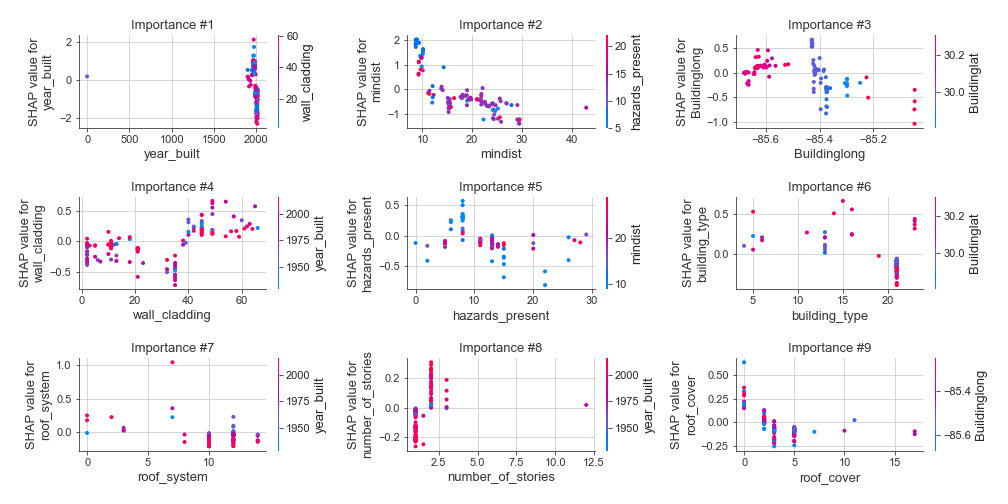 Importance #1
SHAP value for
year_built
2
0
−2
0
500
1000
1500
2000
year_built
60
40
20
wall_cladding
Importance #2
SHAP value for
mindist
2
1
0
−1
10
20
30
40
mindist
20
15
10
5
hazards_present
Importance #3
SHAP value for
Buildinglong
0.5
0.0
−0.5
−1.0
−85.6
−85.4
−85.2
Buildinglong
30.2
30.0
Buildinglat
Importance #4
SHAP value for
wall_cladding
0.5
0.0
−0.5
0
20
40
60
wall_cladding
2000
1975
1950
year_built
Importance #5
SHAP value for
hazards_present
0.5
0.0
−0.5
0
10
20
30
hazards_present
20
10
mindist
Importance #6
SHAP value for
building_type
0.5
0.0
5
10
15
20
building_type
30.2
30.0
Buildinglat
Importance #7
SHAP value for
roof_system
1.0
0.5
0.0
0
5
10
roof_system
2000
1975
1950
year_built
Importance #8
SHAP value for
number_of_stories
0.2
0.0
−0.2
2.5
5.0
7.5
10.0
12.5
number_of_stories
2000
1975
1950
year_built
Importance #9
SHAP value for
roof_cover
0.50
0.25
0.00
−0.25
0
5
10
15
roof_cover
−85.4
−85.6
Buildinglong